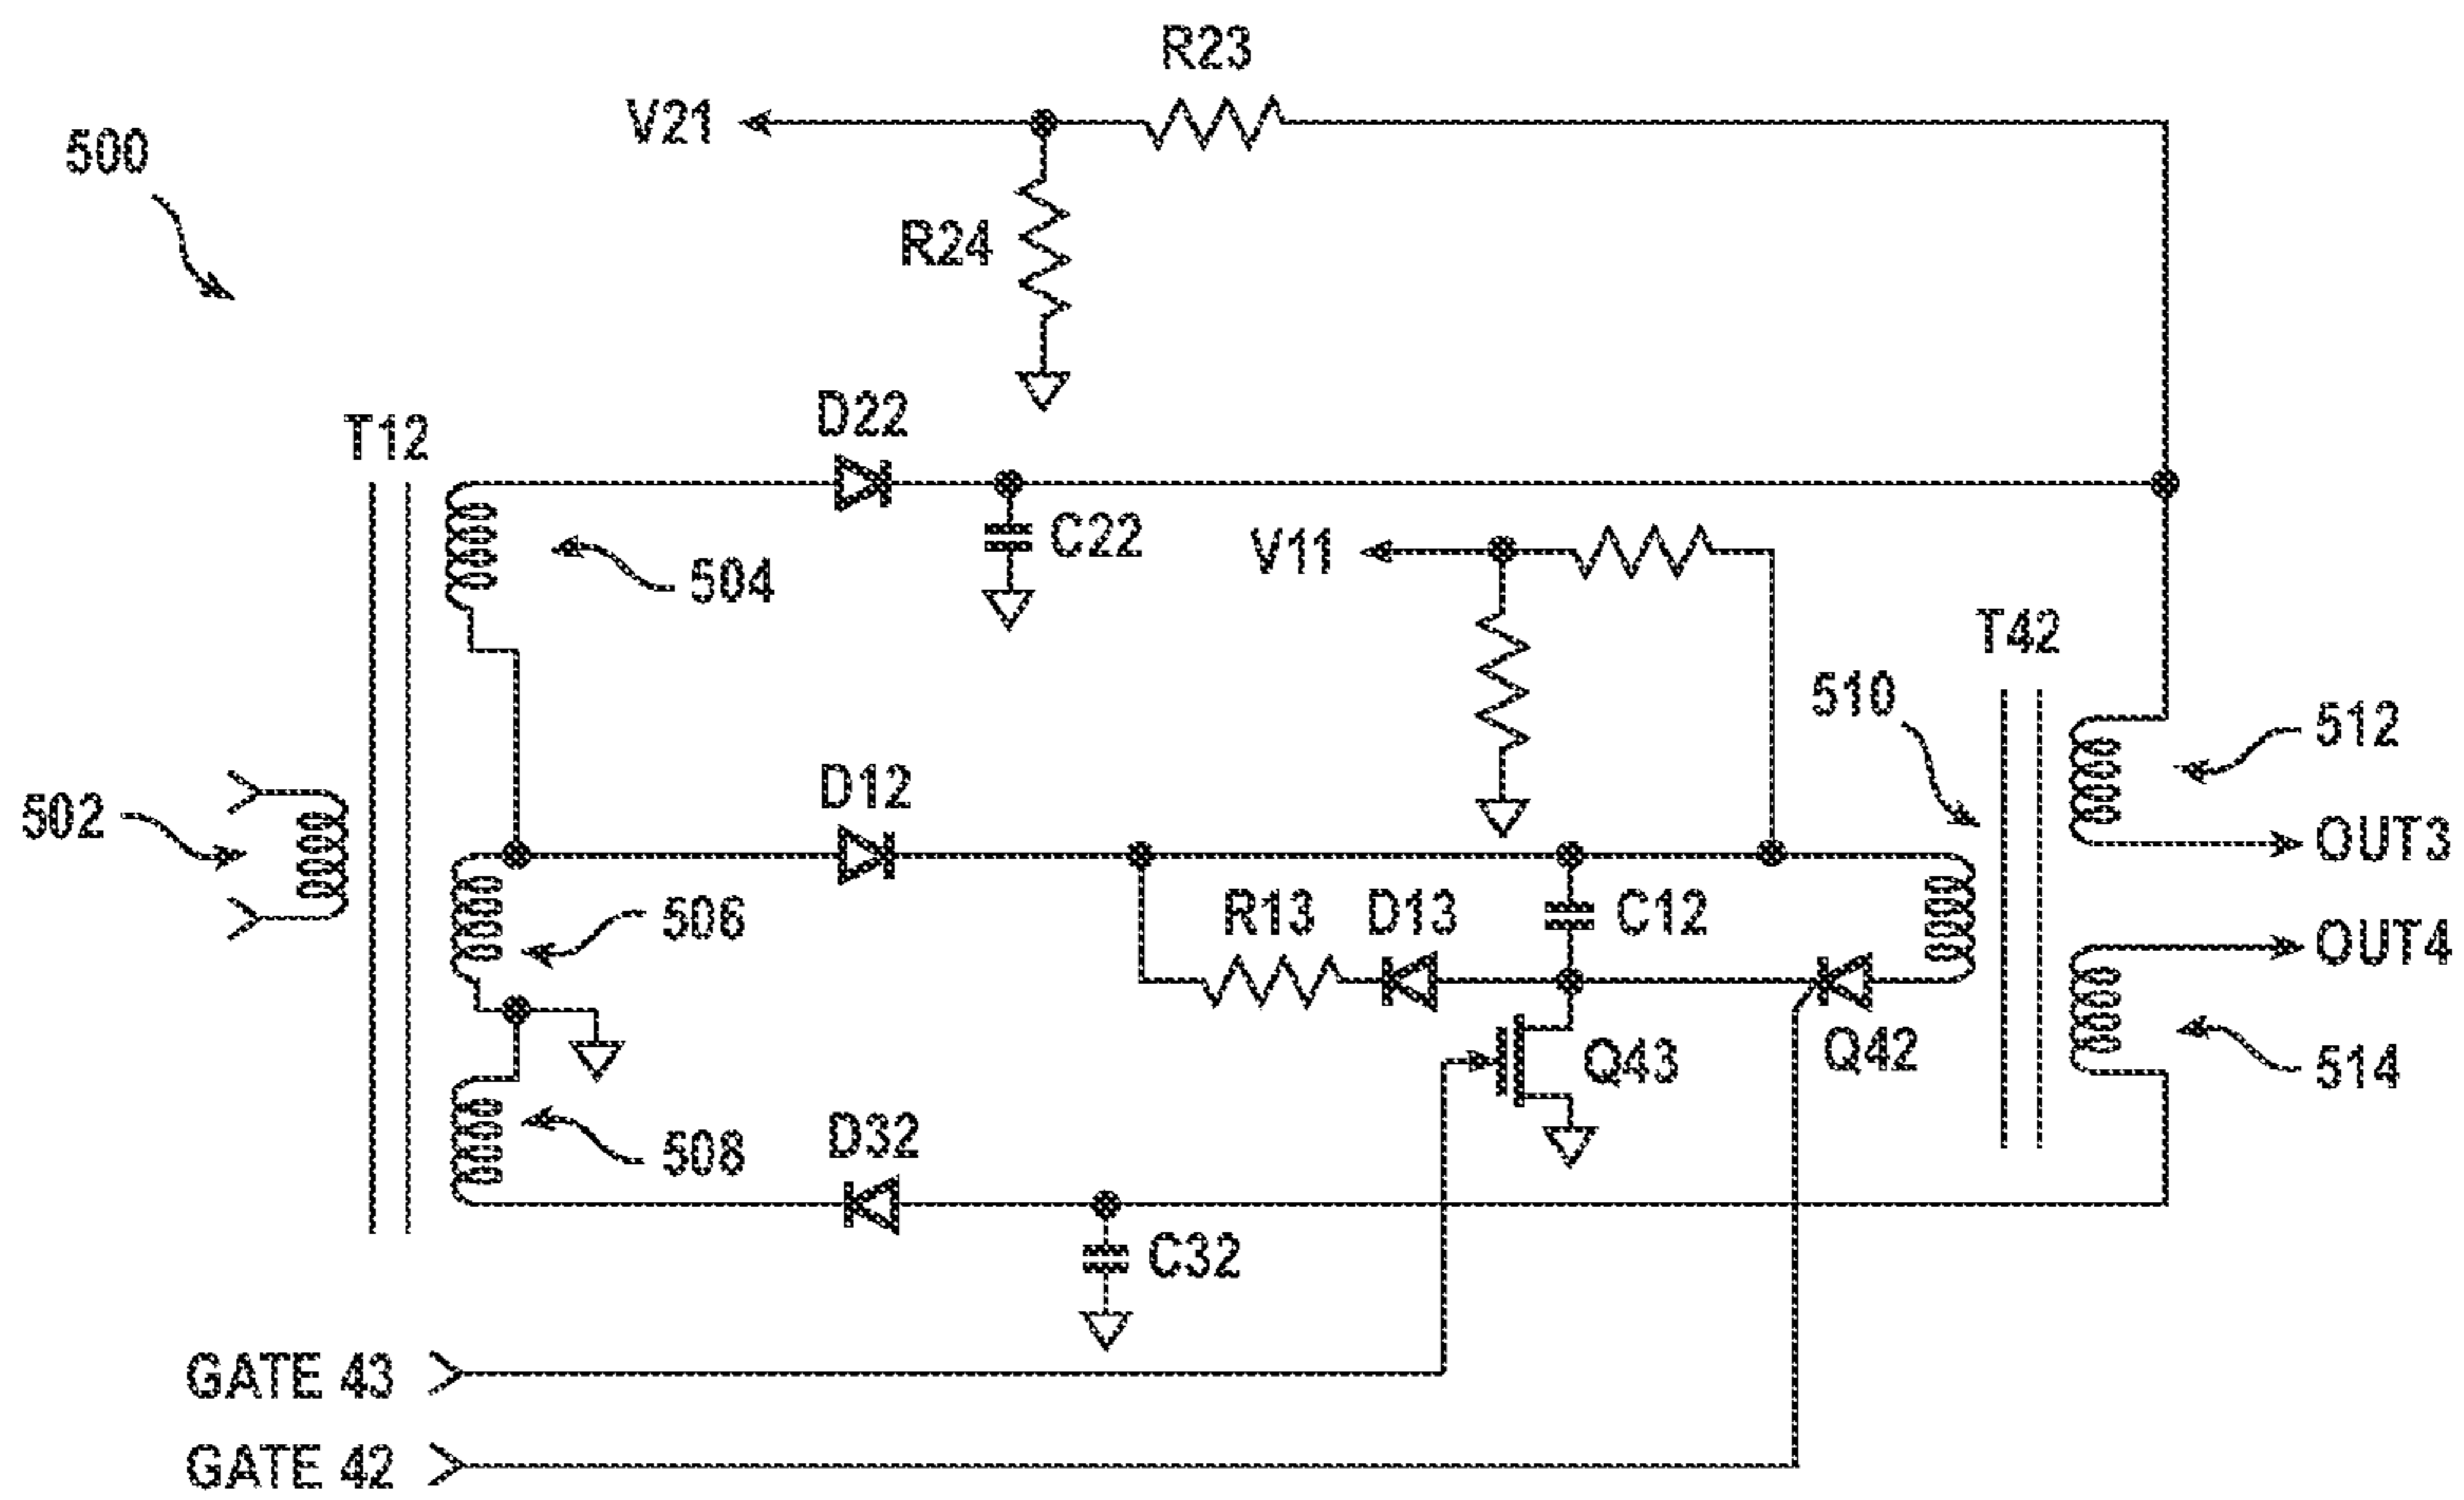 R23
V21
500
R24
D22
T12
C22
V11
504
T42
510
512
D12
502
OUT3
506
R13
D13
C12
OUT4
Q43
Q42
514
D32
508
C32
GATE 43
GATE 42